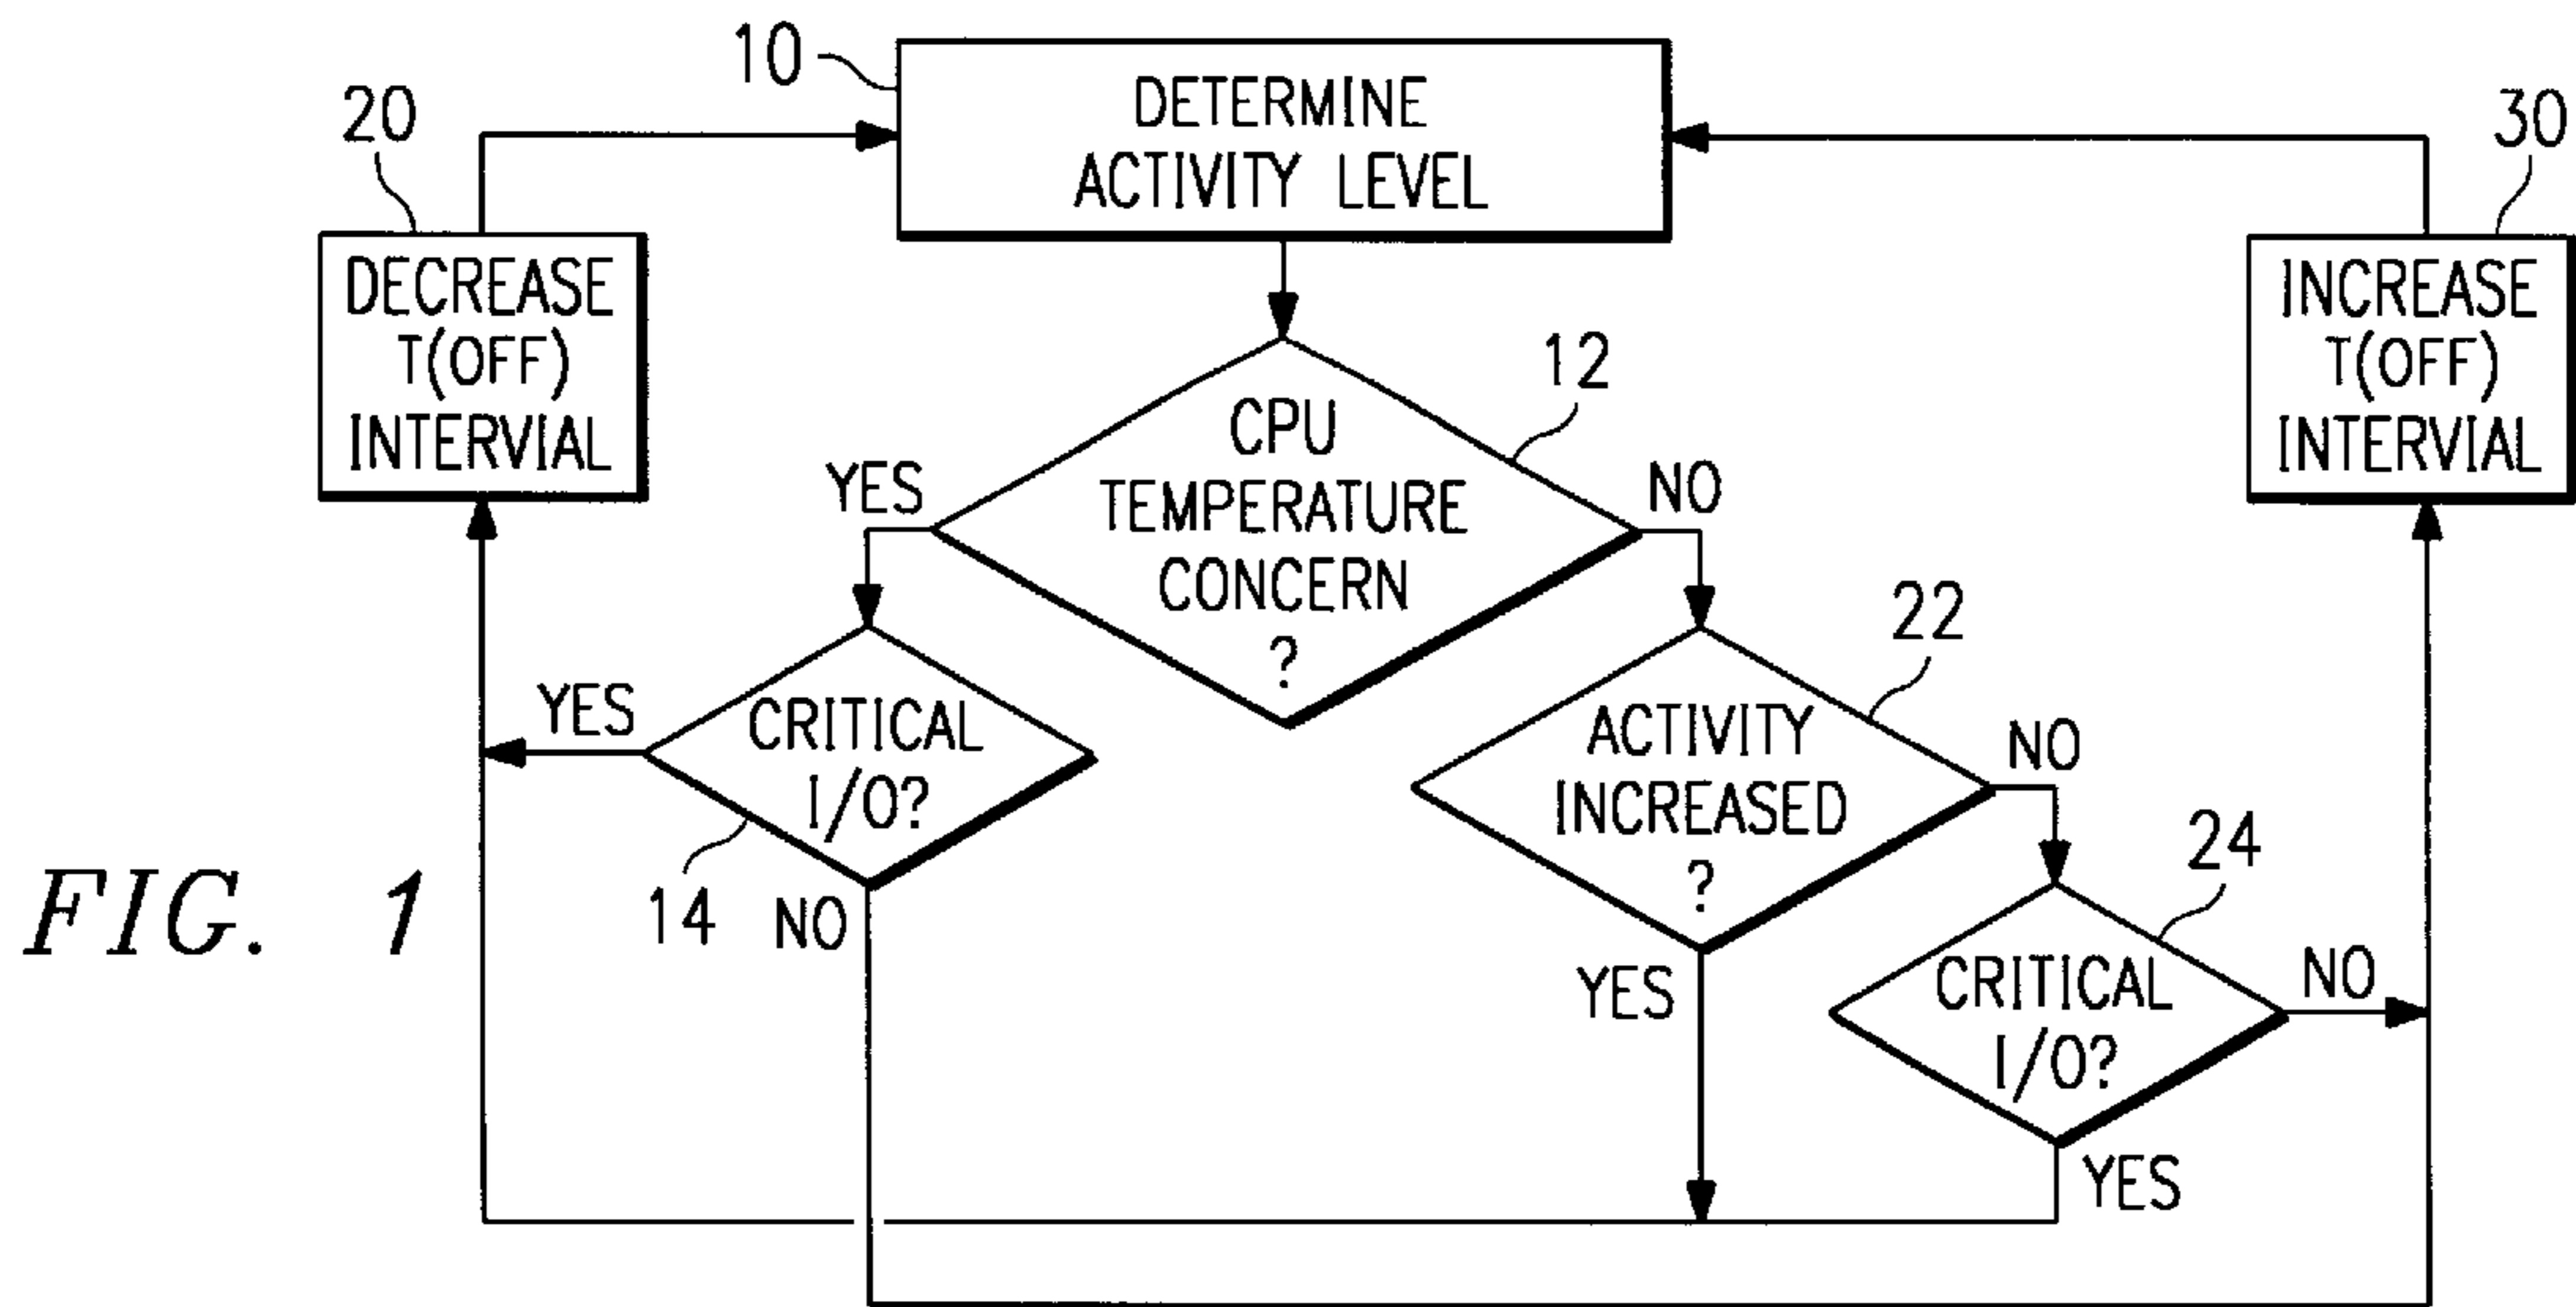 10
DETERMINE
ACTIVITY LEVEL
20
DECREASE
T(OFF)
INTERVIAL
30
INCREASE
T(OFF)
INTERVIAL
12
CPU
TEMPERATURE
CONCERN
?
YES
NO
14
CRITICAL
I/O?
YES
NO
22
ACTIVITY
INCREASED
?
NO
YES
24
CRITICAL
I/O?
NO
YES
FIG. 1